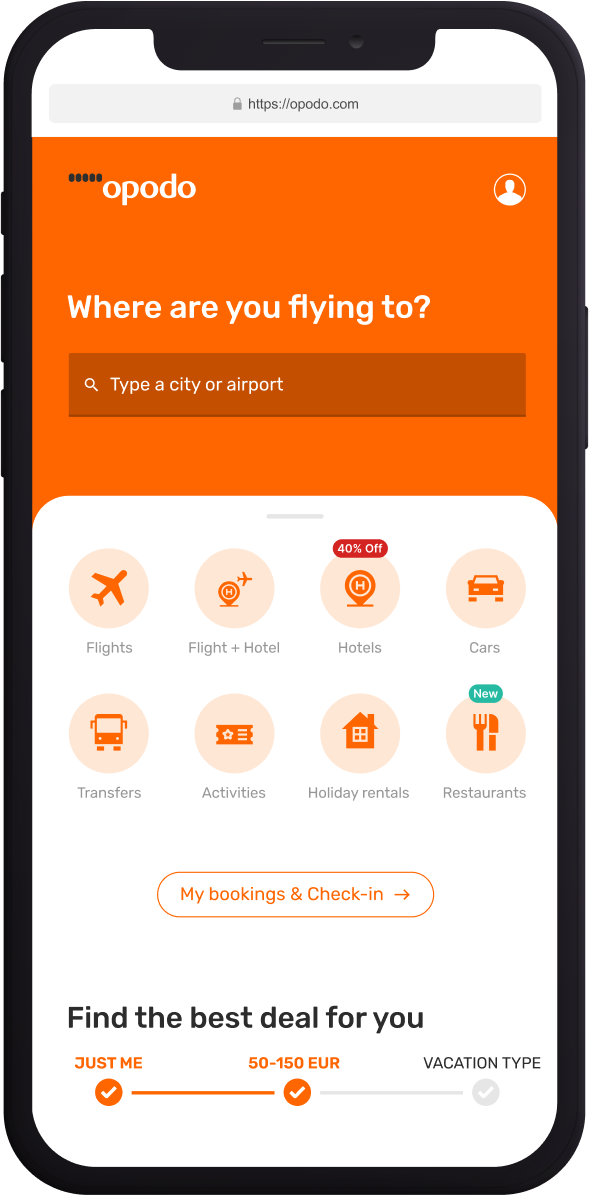 https://opodo.com
opodo
Where are you flying to?
Type a city or airport
40% Off
Flights
Flight + Hotel
Hotels
Cars
New
Transfers
Activities
Holiday rentals
Restaurants
My bookings & Check-in →
Find the best deal for you
JUST ME
50-150 EUR
VACATION TYPE